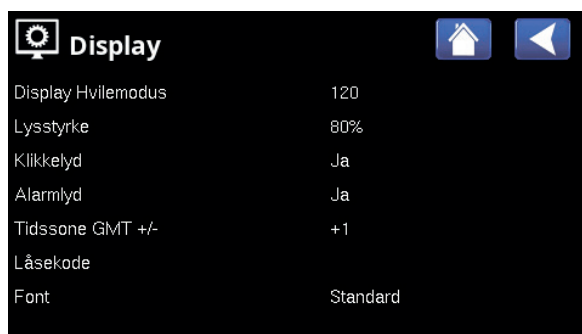 Display
Display Hvilemodus 120
Lysstyrke 80%
Klikkelyd Ja
Alarmlyd Ja
Tidssone GMT +/- +1
Låsekode
Font Standard